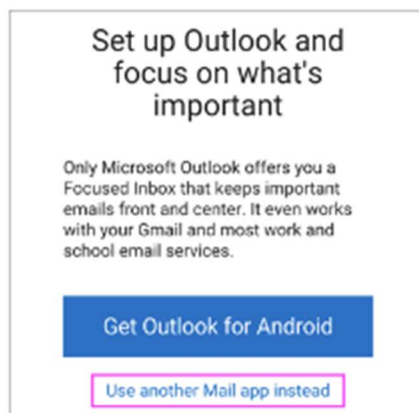 Set up Outlook and
focus on what's
important
Only Microsoft Outlook offers you a
Focused Inbox that keeps important
emails front and center. It even works
with your Gmail and most work and
school email services.
Get Outlook for Android
Use another Mail app instead